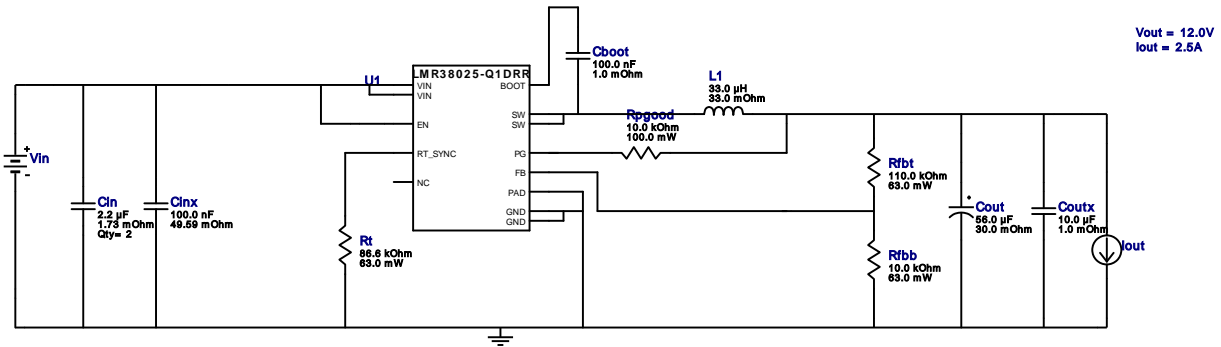 Vout = 12.0V
Iout = 2.5A
Cboot
100.0 nF
1.0 mOhm
U1
LMR38025-Q1DRR
VIN
VIN
EN
RT_SYNC
NC
BOOT
SW
SW
PG
FB
PAD
GND
GND
L1
33.0 µH
33.0 mOhm
Rpgood
10.0 kOhm
100.0 mW
+
Vin
-
Cin
2.2 µF
1.73 mOhm
Qty= 2
Cinx
100.0 nF
49.59 mOhm
Rt
86.6 kOhm
63.0 mW
Rfbt
110.0 kOhm
63.0 mW
Rfbb
10.0 kOhm
63.0 mW
+
Cout
56.0 µF
30.0 mOhm
Coutx
10.0 µF
1.0 mOhm
Iout